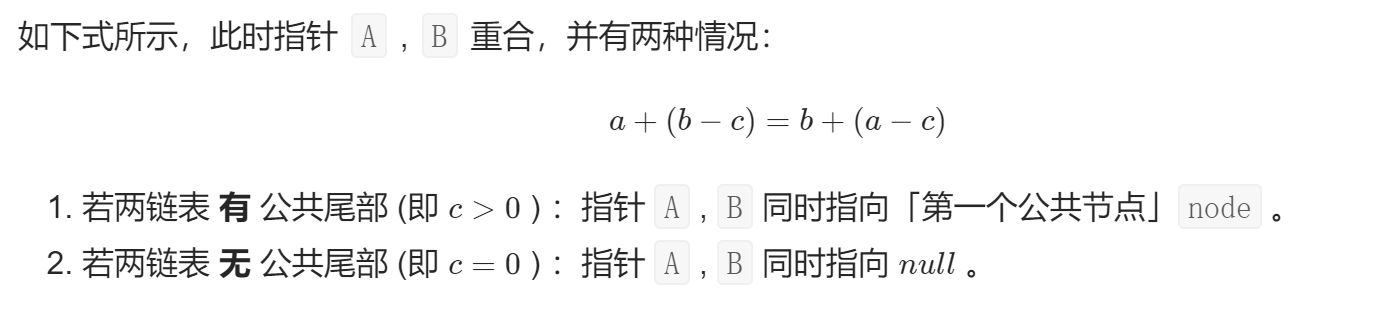 如下式所示，此时指针 A , B 重合，并有两种情况：
a + (b − c) = b + (a − c)
1. 若两链表 有 公共尾部 (即 c > 0 ) ：指针 A , B 同时指向「第一个公共节点」 node 。
2. 若两链表 无 公共尾部 (即 c = 0 ) ：指针 A , B 同时指向 null 。